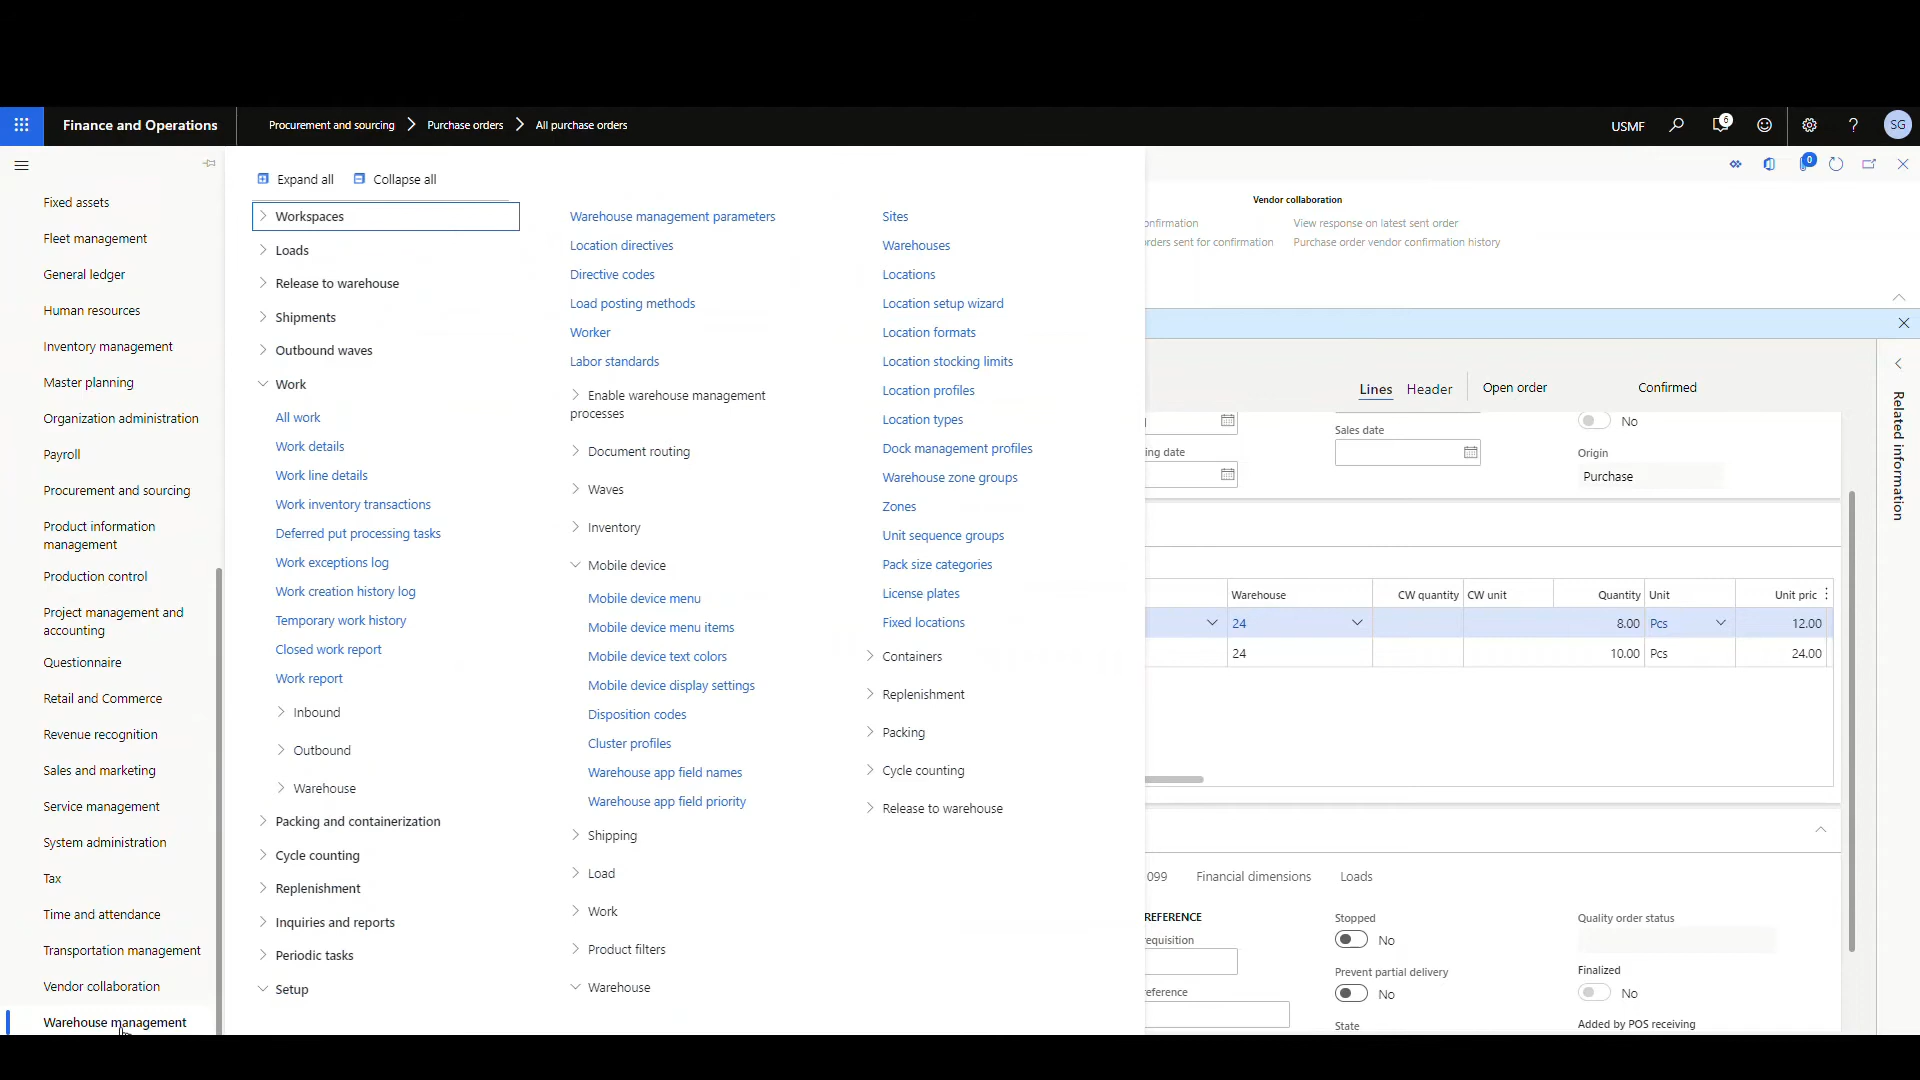 Finance and Operations
Procurement and sourcing
Purchase orders
All purchase orders
USMF
6
?
SG
0
Fixed assets
Fleet management
General ledger
Human resources
Inventory management
Master planning
Organization administration
Payroll
Procurement and sourcing
Product information
management
Production control
Project management and
accounting
Questionnaire
Retail and Commerce
Revenue recognition
Sales and marketing
Service management
System administration
Tax
Time and attendance
Transportation management
Vendor collaboration
Warehouse management
Expand all
Collapse all
Workspaces
Loads
Release to warehouse
Shipments
Outbound waves
Work
All work
Work details
Work line details
Work inventory transactions
Deferred put processing tasks
Work exceptions log
Work creation history log
Temporary work history
Closed work report
Work report
Inbound
Outbound
Warehouse
Packing and containerization
Cycle counting
Replenishment
Inquiries and reports
Periodic tasks
Setup
Warehouse management parameters
Location directives
Directive codes
Load posting methods
Worker
Labor standards
Enable warehouse management
processes
Document routing
Waves
Inventory
Mobile device
Mobile device menu
Mobile device menu items
Mobile device text colors
Mobile device display settings
Disposition codes
Cluster profiles
Warehouse app field names
Warehouse app field priority
Shipping
Load
Work
Product filters
Warehouse
Sites
Warehouses
Locations
Location setup wizard
Location formats
Location stocking limits
Location profiles
Location types
Dock management profiles
Warehouse zone groups
Zones
Unit sequence groups
Pack size categories
License plates
Fixed locations
Containers
Replenishment
Packing
Cycle counting
Release to warehouse
Vendor collaboration
onfirmation
View response on latest sent order
orders sent for confirmation
Purchase order vendor confirmation history
Lines
Header
Open order
Confirmed
Related information
Sales date
No
ing date
Origin
Purchase
Warehouse
CW quantity
CW unit
Quantity
Unit
Unit pric
24
8.00
Pcs
12.00
24
10.00
Pcs
24.00
099
Financial dimensions
Loads
REFERENCE
equisition
eference
Stopped
No
Prevent partial delivery
No
State
Quality order status
Finalized
No
Added by POS receiving